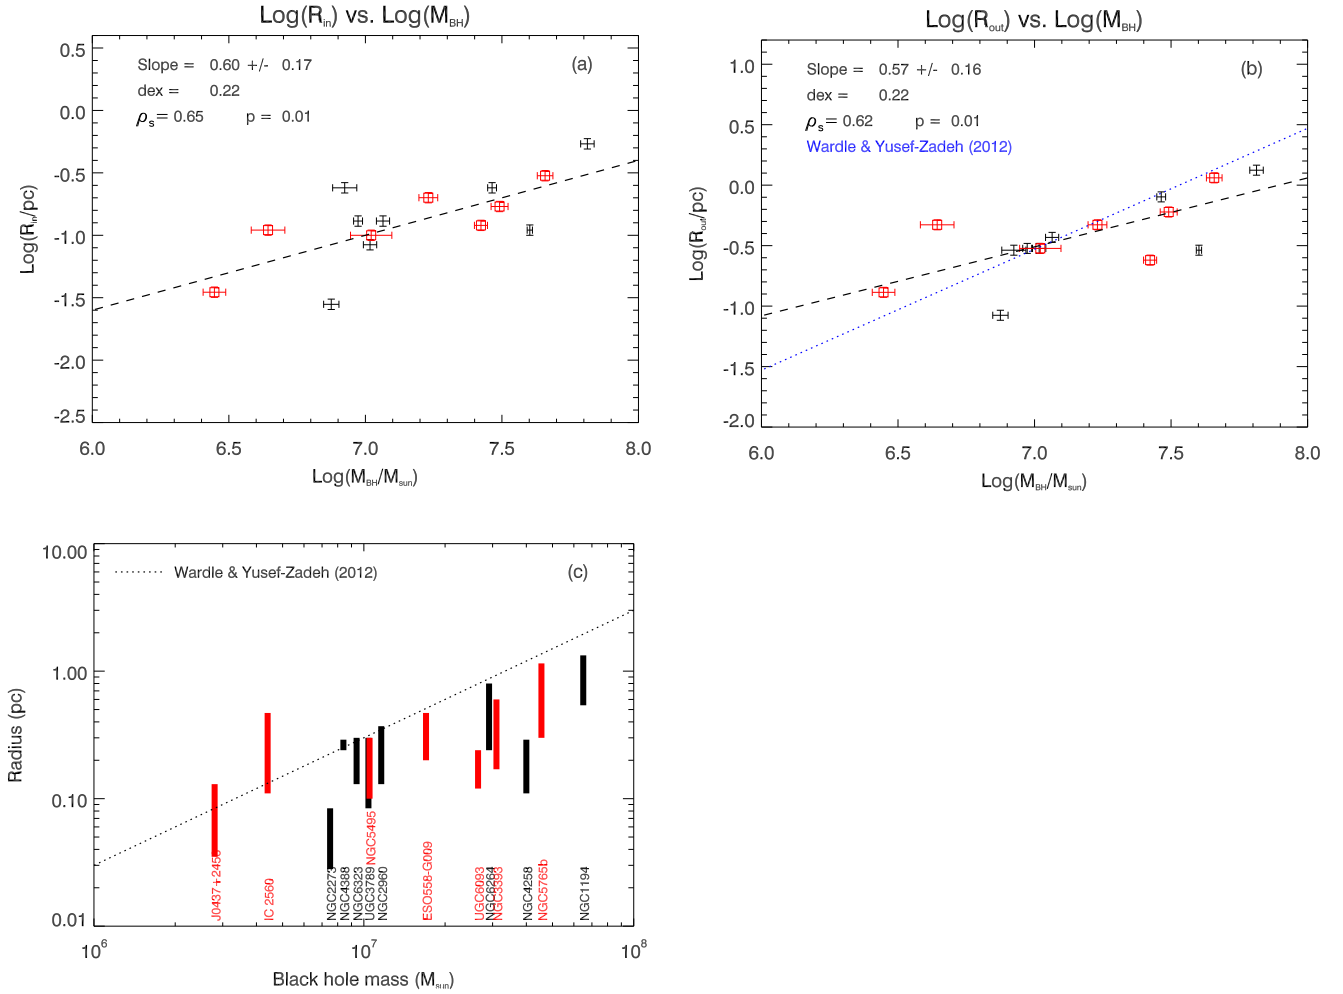 Log(R_in) vs. Log(M_BH)
Slope = 0.60 +/- 0.17
(a)
dex = 0.22
ρ_s = 0.65 p = 0.01
0.5
0.0
-0.5
-1.0
-1.5
-2.0
-2.5
Log(R_in/pc)
6.0 6.5 7.0 7.5 8.0
Log(M_BH/M_sun)
Log(R_out) vs. Log(M_BH)
Slope = 0.57 +/- 0.16
(b)
dex = 0.22
ρ_s = 0.62 p = 0.01
Wardle & Yusef-Zadeh (2012)
1.0
0.5
0.0
-0.5
-1.0
-1.5
-2.0
Log(R_out/pc)
6.0 6.5 7.0 7.5 8.0
Log(M_BH/M_sun)
Wardle & Yusef-Zadeh (2012)
(c)
10.00
1.00
0.10
0.01
Radius (pc)
J0437+2456
IC 2560
NGC2273
NGC4388
NGC6323
UGC3789
NGC5495
NGC2960
ESO558-G009
UGC6093
NGC6264
NGC3393
NGC4258
NGC5765b
NGC1194
10^6 10^7 10^8
Black hole mass (M_sun)